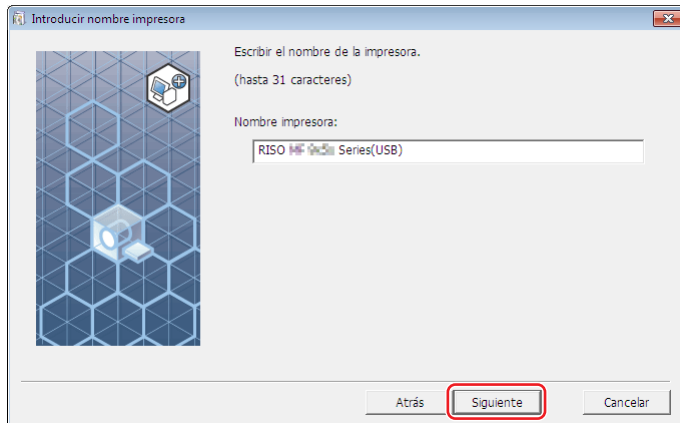 Introducir nombre impresora
Escribir el nombre de la impresora.
(hasta 31 caracteres)
Nombre impresora:
RISO Series(USB)
Atrás
Siguiente
Cancelar